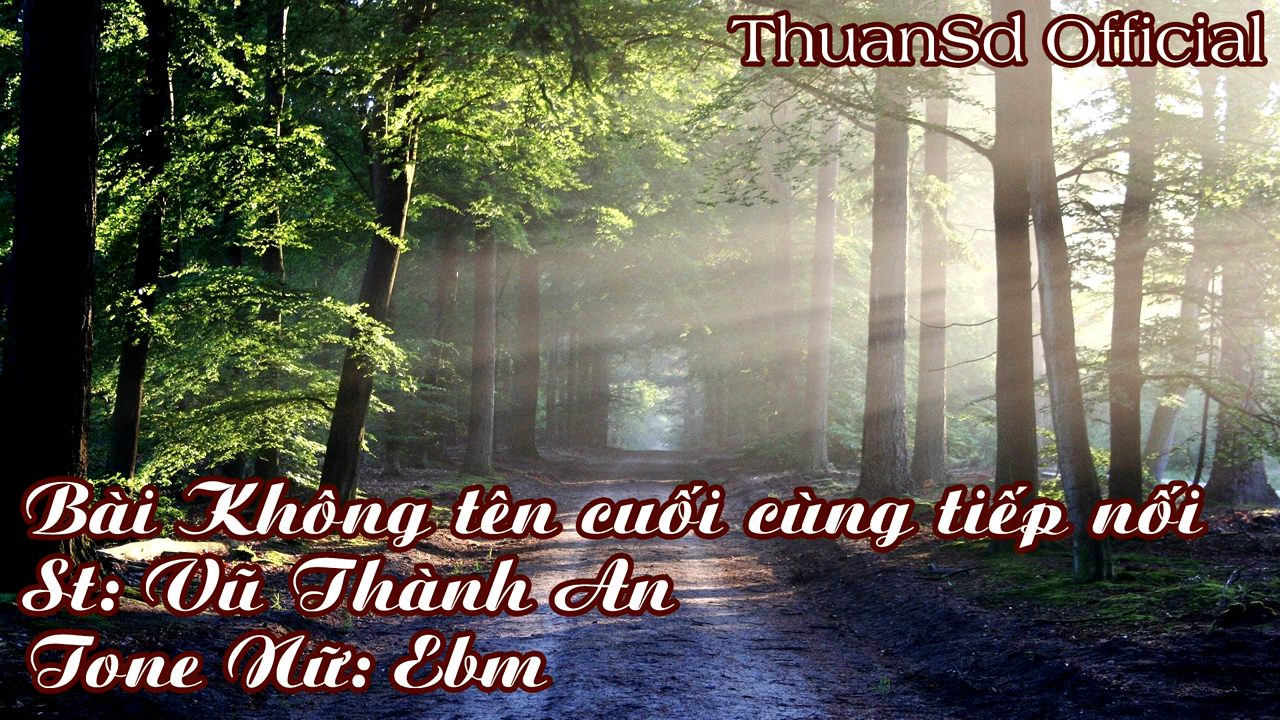 ThuanSd Official
Bài Không tên cuối cùng tiếp nối
St: Vũ Thành An
Tone Nữ: Ebm